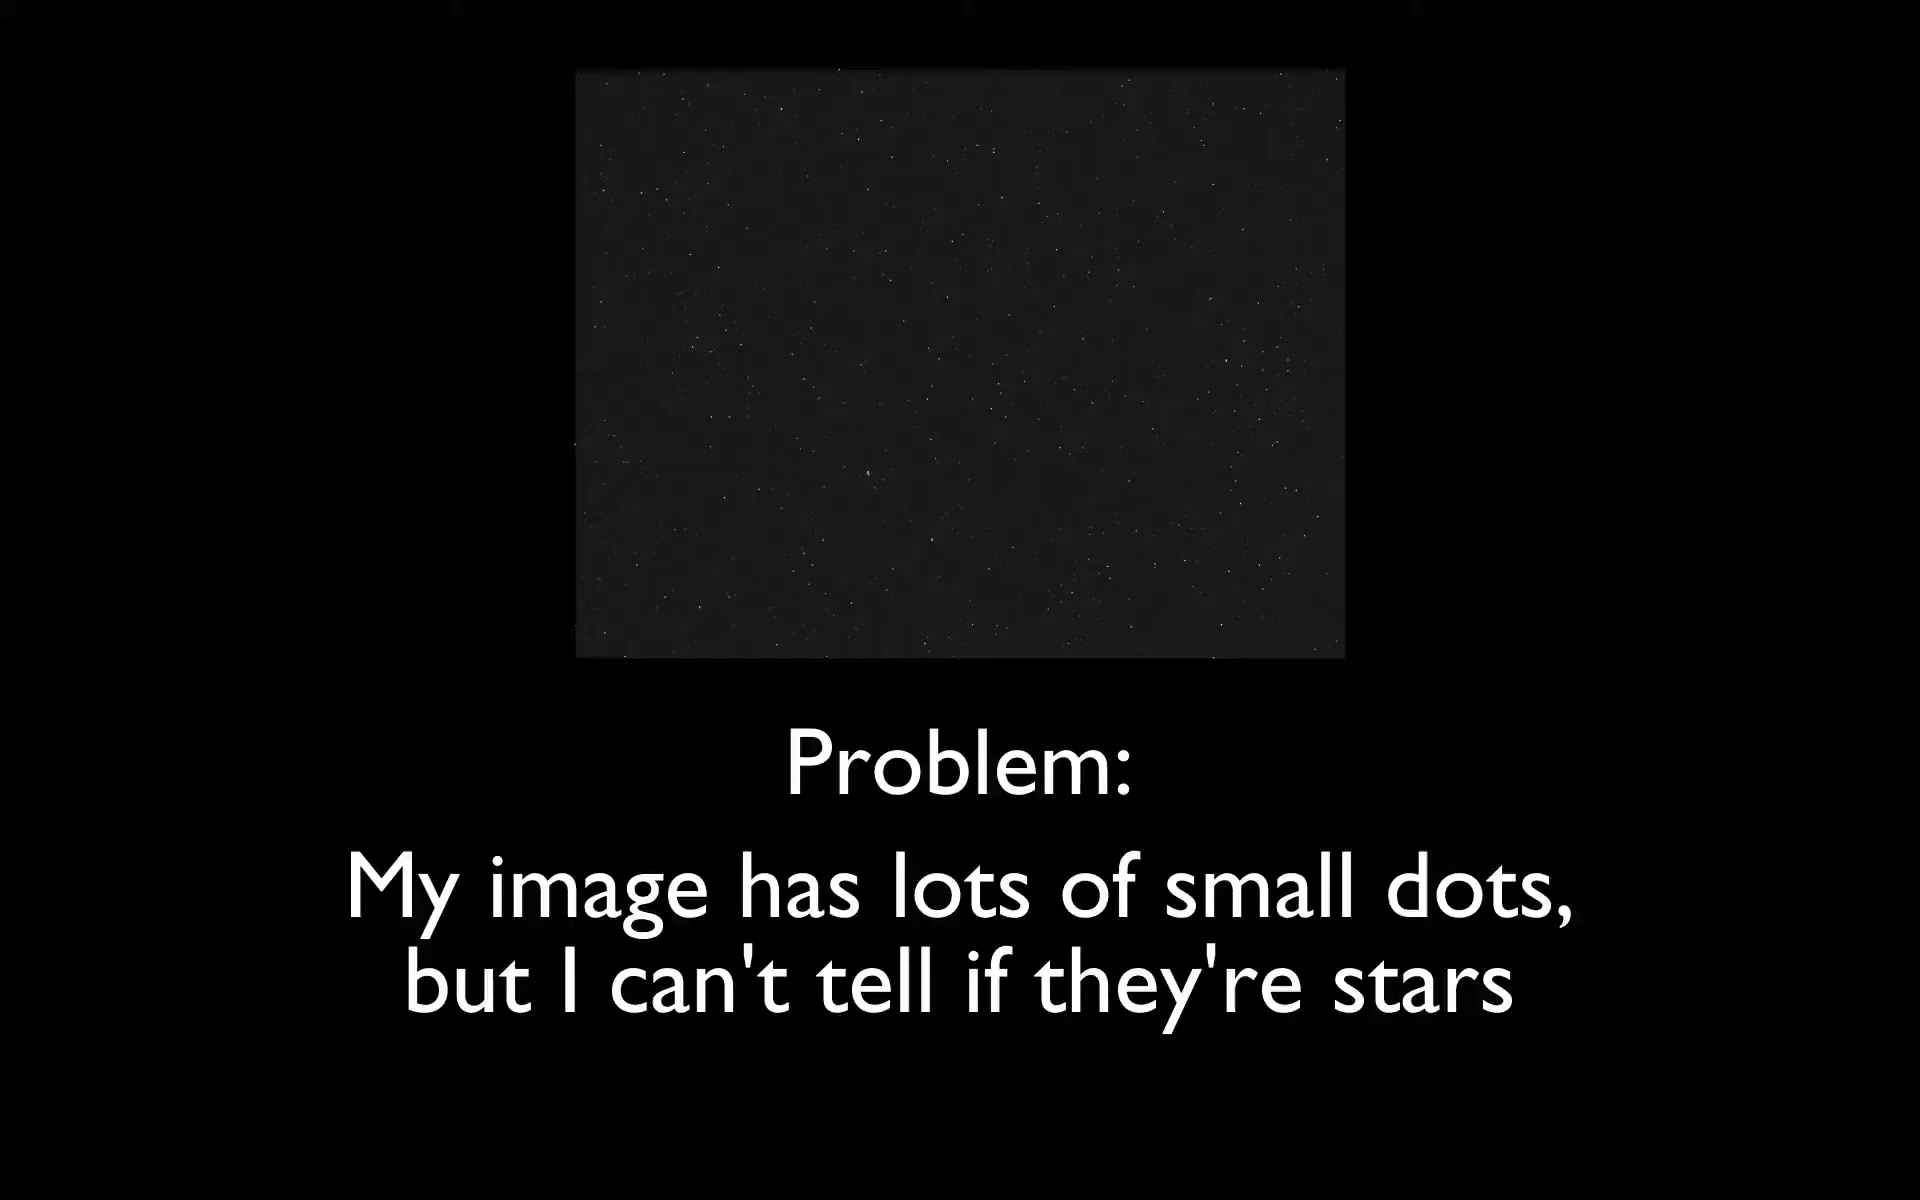 Problem:
My image has lots of small dots,
but I can't tell if they're stars